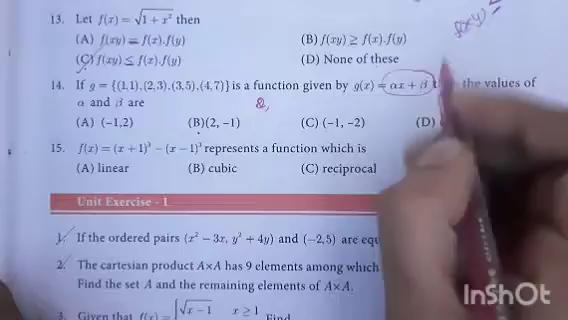 13. Let f(x) = √(1 + x²) then
(A) f(xy) = f(x).f(y)
(B) f(xy) ≥ f(x).f(y)
(C) f(xy) ≤ f(x).f(y)
(D) None of these
f(xy) ≤
14. If g = {(1,1),(2,3),(3,5),(4,7)} is a function given by g(x) = αx + β the values of
α and β are
(A) (−1,2)
(B)(2, −1)
(C) (−1, −2)
(D)
15. f(x) = (x + 1)³ − (x − 1)³ represents a function which is
(A) linear
(B) cubic
(C) reciprocal
Unit Exercise - 1
1. If the ordered pairs (x² − 3x, y² + 4y) and (−2,5) are equ
2. The cartesian product A×A has 9 elements among which
Find the set A and the remaining elements of A×A.
3. Given that f(x) = { √(x − 1) x ≥ 1 Find
InShOt